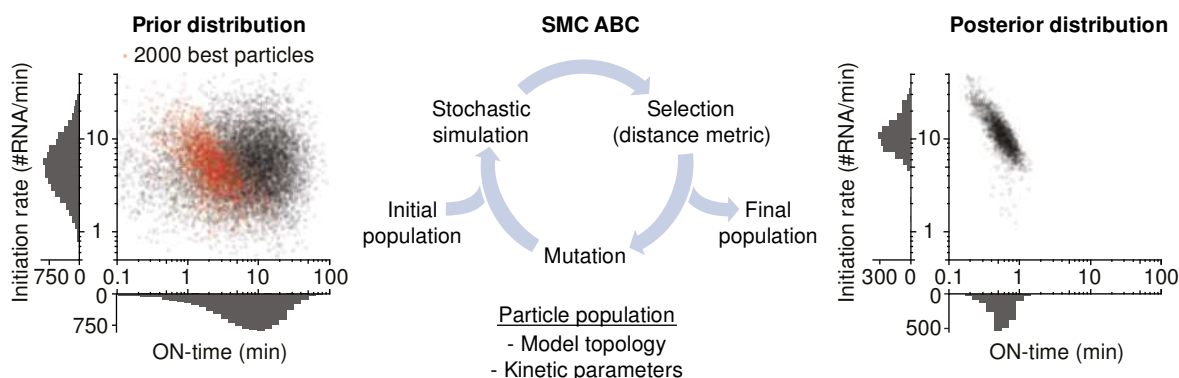 Prior distribution
· 2000 best particles
Initiation rate (#RNA/min)
10
1
750 0
0.1 1 10 100
0
750
ON-time (min)
SMC ABC
Stochastic
simulation
Selection
(distance metric)
Initial
population
Final
population
Mutation
Particle population
- Model topology
- Kinetic parameters
Posterior distribution
Initiation rate (#RNA/min)
10
1
300 0
0.1 1 10 100
0
500
ON-time (min)